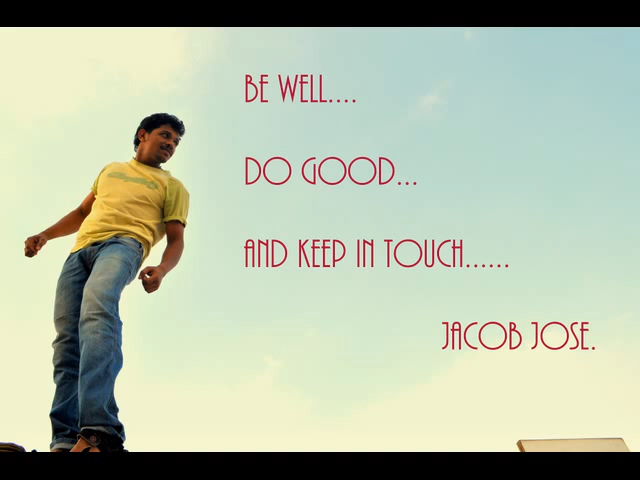 BE WELL....
DO GOOD...
AND KEEP IN TOUCH......
JACOB JOSE.